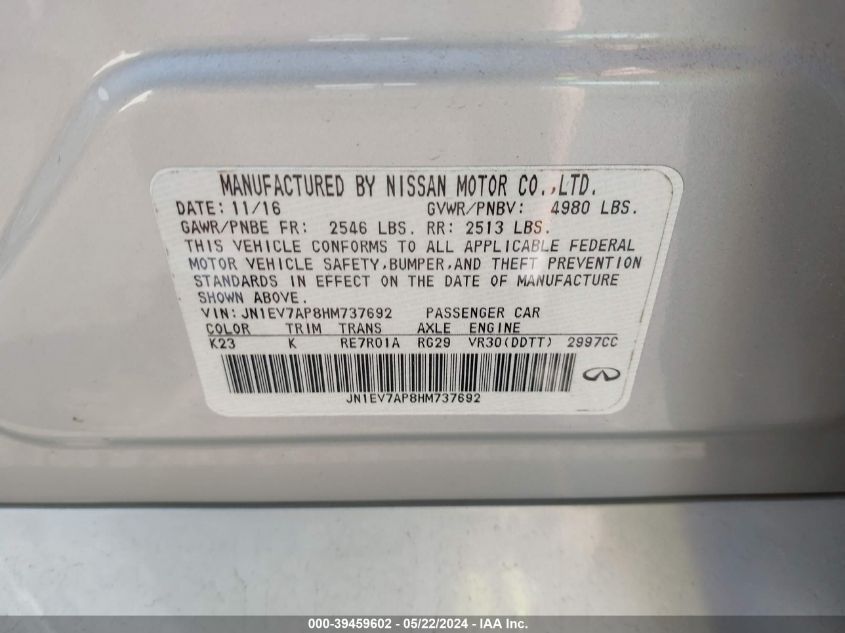 MANUFACTURED BY NISSAN MOTOR CO.,LTD.
DATE: 11/16 GVWR/PNBV: 4980 LBS.
GAWR/PNBE FR: 2546 LBS. RR: 2513 LBS.
THIS VEHICLE CONFORMS TO ALL APPLICABLE FEDERAL
MOTOR VEHICLE SAFETY,BUMPER,AND THEFT PREVENTION
STANDARDS IN EFFECT ON THE DATE OF MANUFACTURE
SHOWN ABOVE.
VIN: JN1EV7AP8HM737692 PASSENGER CAR
COLOR TRIM TRANS AXLE ENGINE
K23 K RE7R01A RG29 VR30(DDTT) 2997CC
JN1EV7AP8HM737692
000-39459602 - 05/22/2024 - IAA Inc.